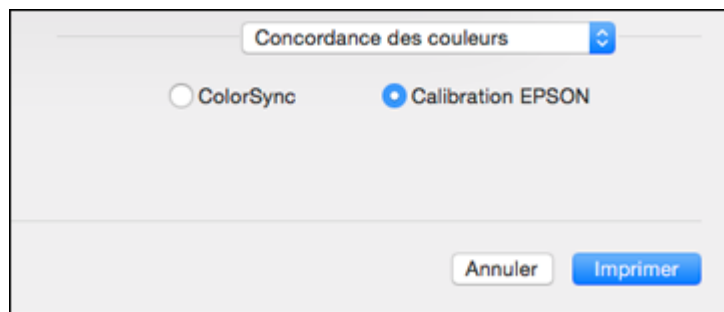 Concordance des couleurs
ColorSync Calibration EPSON
Annuler Imprimer